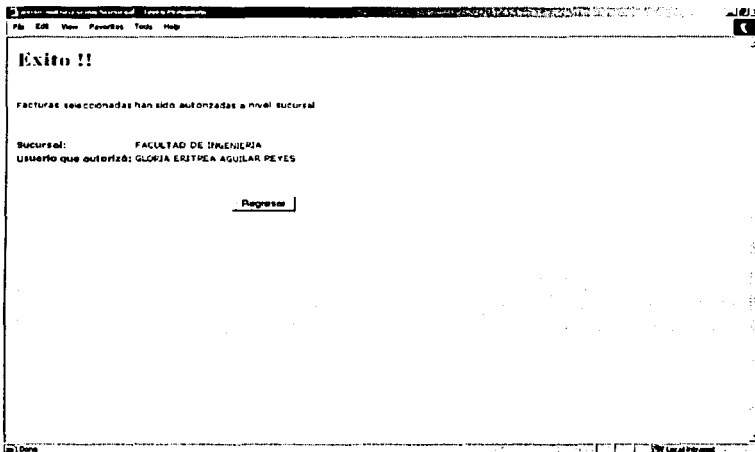 File Edit View Favorites Tools Help
Exito !!
Facturas seleccionadas han sido autorizadas a nivel sucursal
Sucursal: FACULTAD DE INGENIERIA
Usuario que autorizó: GLORIA ERITREA AGUILAR REYES
Regresar
Done
Local intranet